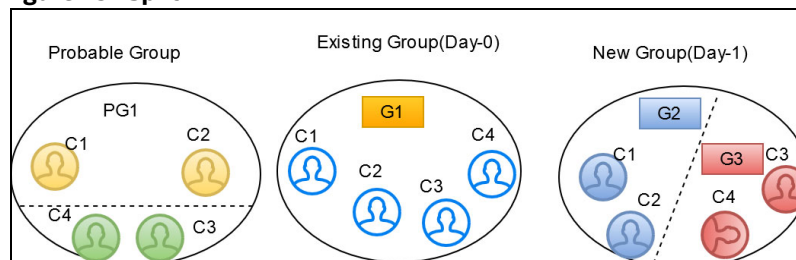 Probable Group
Existing Group(Day-0)
New Group(Day-1)
PG1
C1
C2
C4
C3
G1
C1
C2
C3
C4
G2
G3
C1
C2
C3
C4